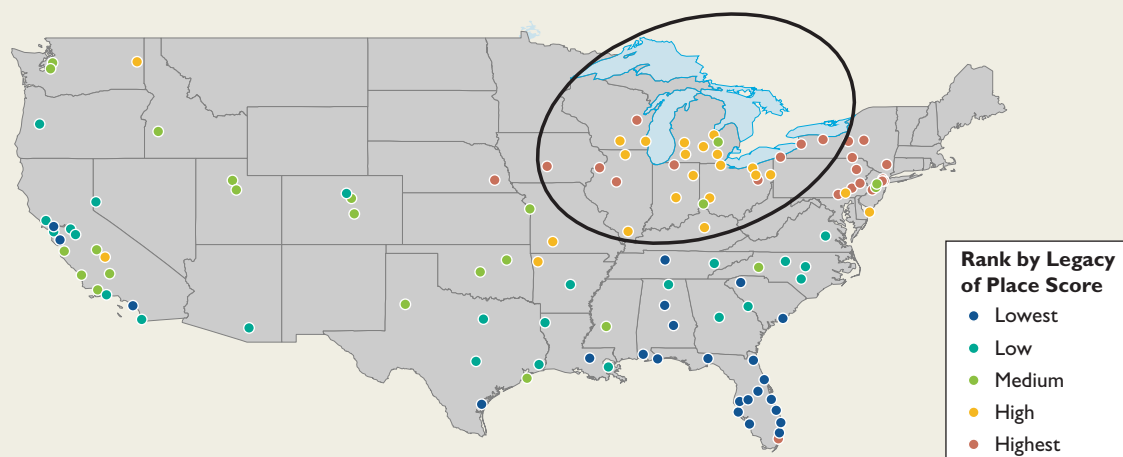 Rank by Legacy
of Place Score
Lowest
Low
Medium
High
Highest